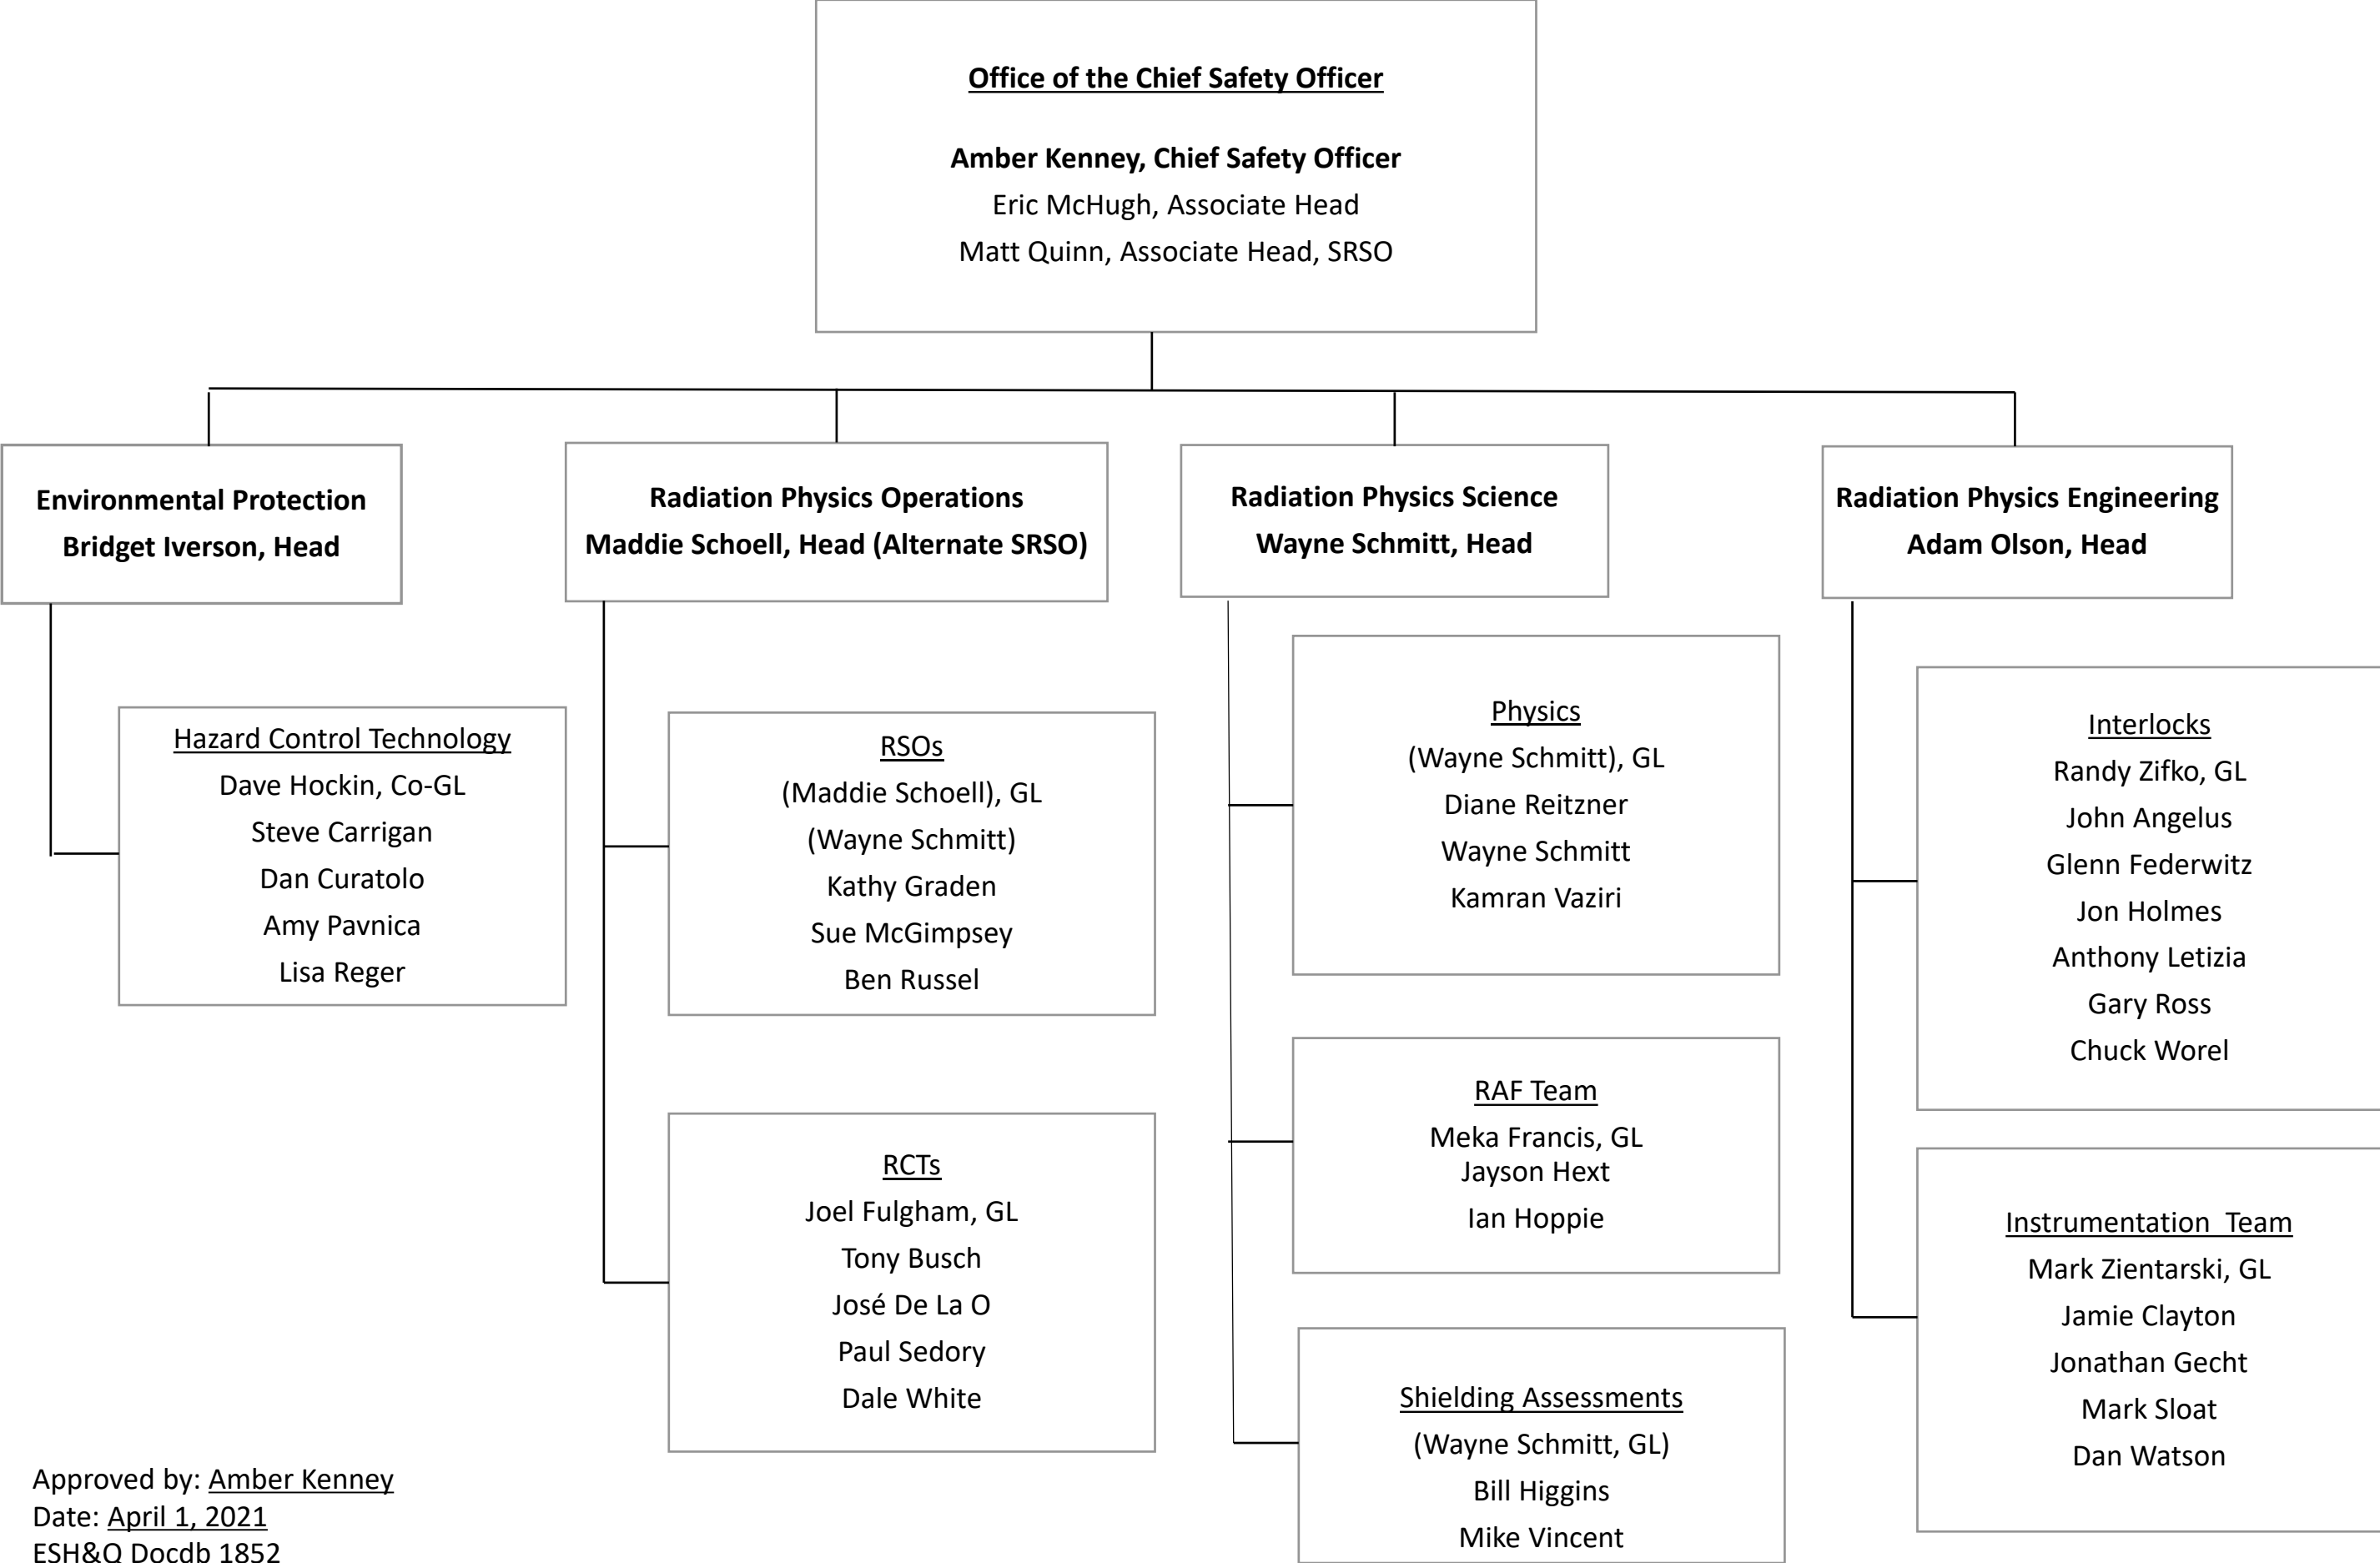 Office of the Chief Safety Officer
Amber Kenney, Chief Safety Officer
Eric McHugh, Associate Head
Matt Quinn, Associate Head, SRSO
Environmental Protection
Bridget Iverson, Head
Radiation Physics Operations
Maddie Schoell, Head (Alternate SRSO)
Radiation Physics Science
Wayne Schmitt, Head
Radiation Physics Engineering
Adam Olson, Head
Hazard Control Technology
Dave Hockin, Co-GL
Steve Carrigan
Dan Curatolo
Amy Pavnica
Lisa Reger
RSOs
(Maddie Schoell), GL
(Wayne Schmitt)
Kathy Graden
Sue McGimpsey
Ben Russel
RCTs
Joel Fulgham, GL
Tony Busch
José De La O
Paul Sedory
Dale White
Physics
(Wayne Schmitt), GL
Diane Reitzner
Wayne Schmitt
Kamran Vaziri
RAF Team
Meka Francis, GL
Jayson Hext
Ian Hoppie
Shielding Assessments
(Wayne Schmitt, GL)
Bill Higgins
Mike Vincent
Interlocks
Randy Zifko, GL
John Angelus
Glenn Federwitz
Jon Holmes
Anthony Letizia
Gary Ross
Chuck Worel
Instrumentation  Team
Mark Zientarski, GL
Jamie Clayton
Jonathan Gecht
Mark Sloat
Dan Watson
Approved by: Amber Kenney
Date: April 1, 2021
ESH&Q Docdb 1852